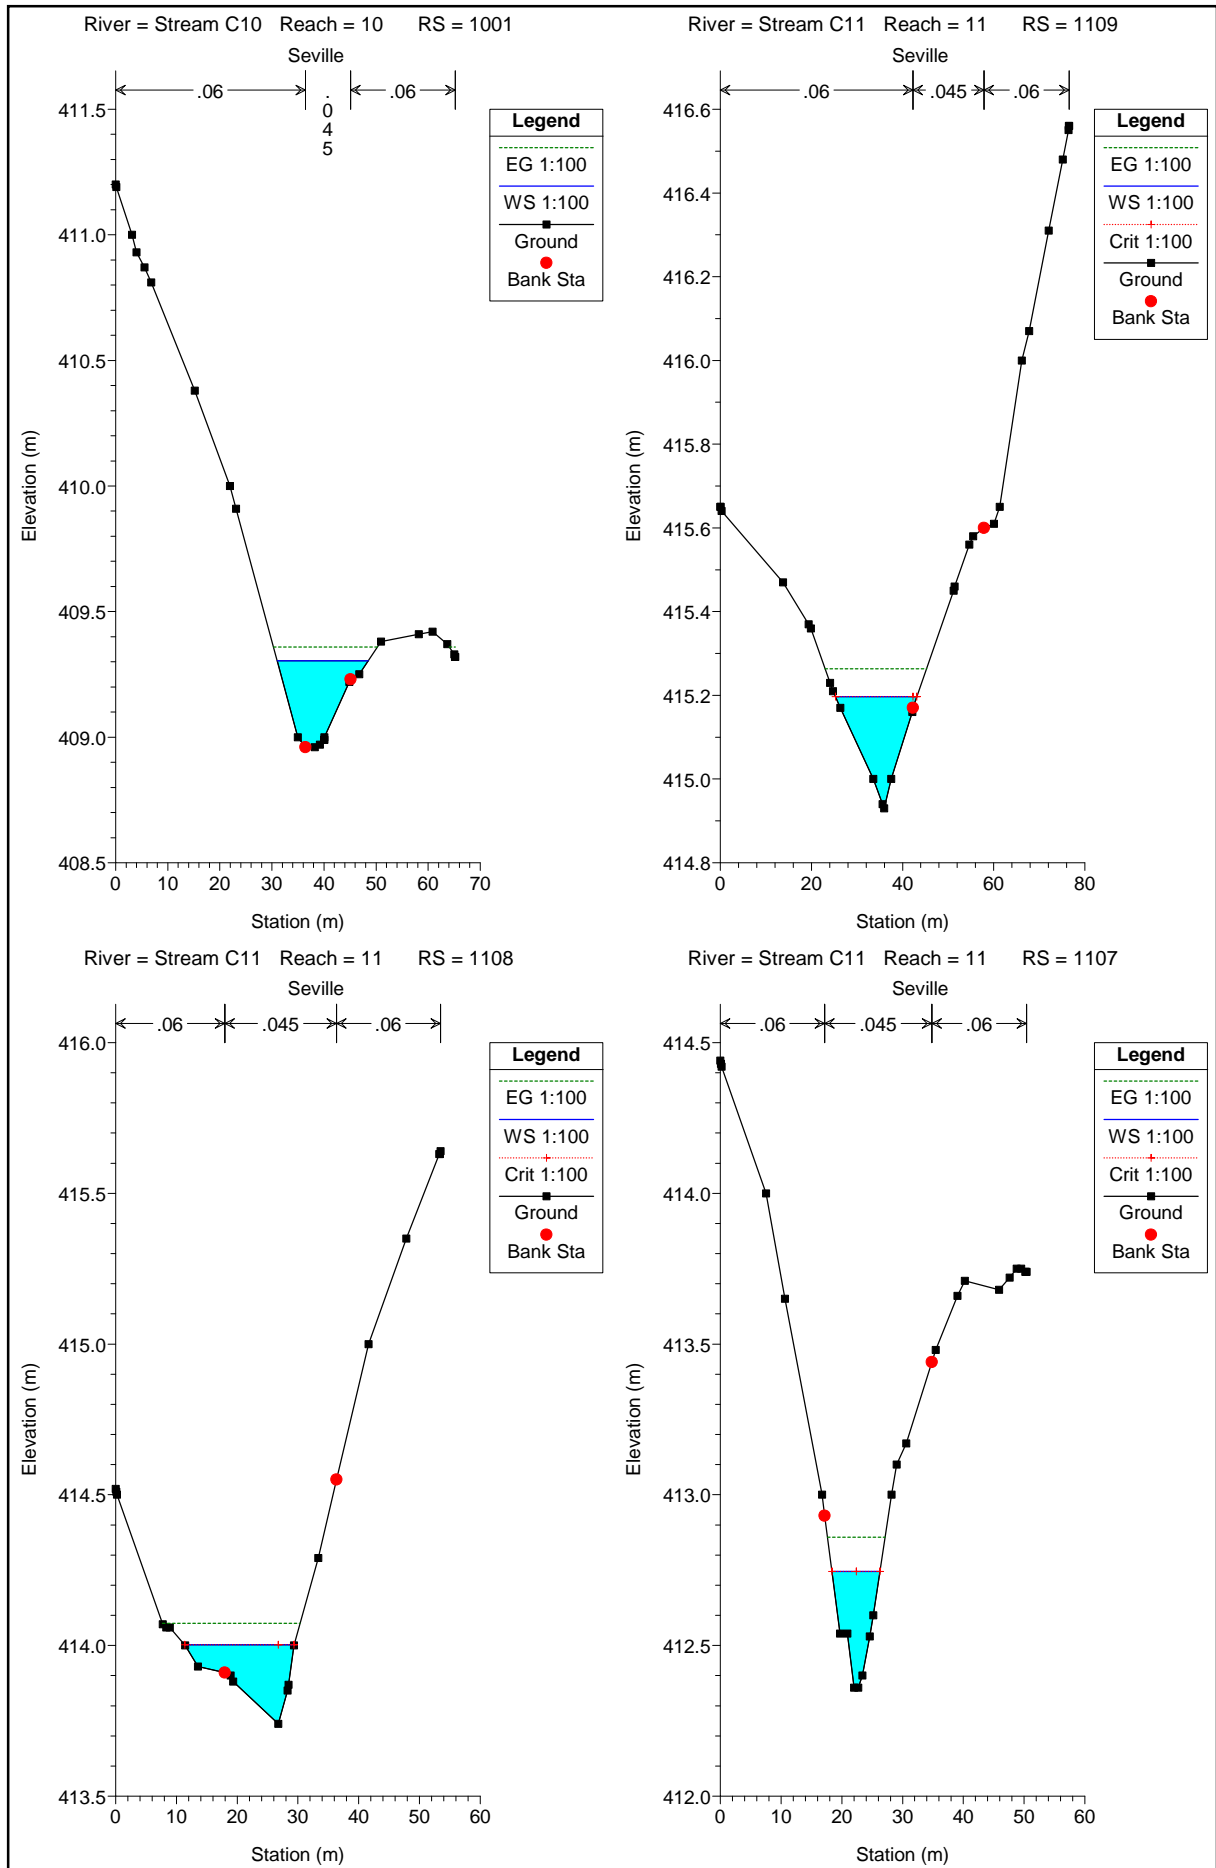 River = Stream C10 Reach = 10 RS = 1001
Seville
.06 .045 .06
Legend
EG 1:100
WS 1:100
Ground
Bank Sta
411.5
411.0
410.5
410.0
409.5
409.0
408.5
Elevation (m)
0 10 20 30 40 50 60 70
Station (m)
River = Stream C11 Reach = 11 RS = 1109
Seville
.06 .045 .06
Legend
EG 1:100
WS 1:100
Crit 1:100
Ground
Bank Sta
416.6
416.4
416.2
416.0
415.8
415.6
415.4
415.2
415.0
414.8
Elevation (m)
0 20 40 60 80
Station (m)
River = Stream C11 Reach = 11 RS = 1108
Seville
.06 .045 .06
Legend
EG 1:100
WS 1:100
Crit 1:100
Ground
Bank Sta
416.0
415.5
415.0
414.5
414.0
413.5
Elevation (m)
0 10 20 30 40 50 60
Station (m)
River = Stream C11 Reach = 11 RS = 1107
Seville
.06 .045 .06
Legend
EG 1:100
WS 1:100
Crit 1:100
Ground
Bank Sta
414.5
414.0
413.5
413.0
412.5
412.0
Elevation (m)
0 10 20 30 40 50 60
Station (m)